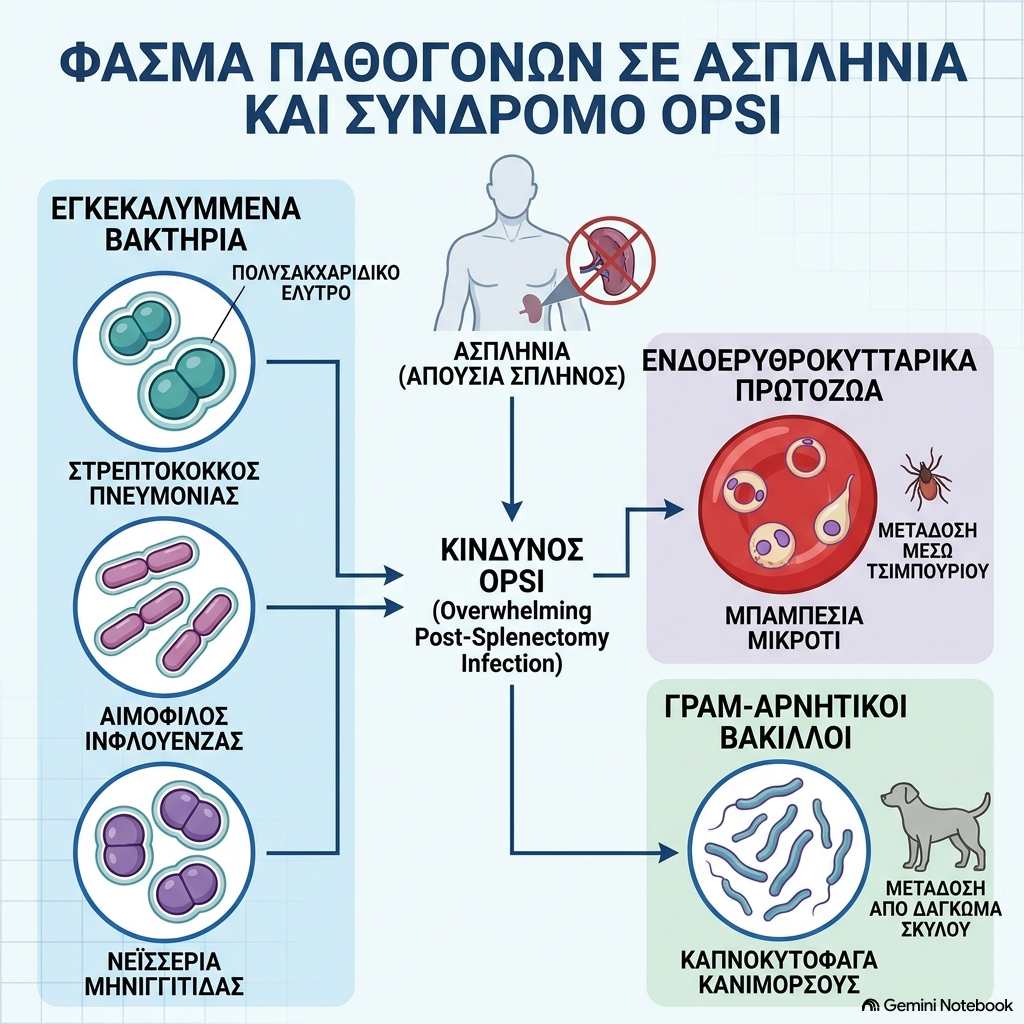 ΦΑΣΜΑ ΠΑΘΟΓΟΝΩΝ ΣΕ ΑΣΠΛΗΝΙΑ
ΚΑΙ ΣΥΝΔΡΟΜΟ OPSI
ΕΓΚΕΚΑΛΥΜΜΕΝΑ
ΒΑΚΤΗΡΙΑ
ΠΟΛΥΣΑΚΧΑΡΙΔΙΚΟ
ΕΛΥΤΡΟ
ΣΤΡΕΠΤΟΚΟΚΚΟΣ
ΠΝΕΥΜΟΝΙΑΣ
ΑΙΜΟΦΙΛΟΣ
ΙΝΦΛΟΥΕΝΖΑΣ
ΝΕΪΣΣΕΡΙΑ
ΜΗΝΙΓΓΙΤΙΔΑΣ
ΑΣΠΛΗΝΙΑ
(ΑΠΟΥΣΙΑ ΣΠΛΗΝΟΣ)
ΚΙΝΔΥΝΟΣ
OPSI
(Overwhelming
Post-Splenectomy
Infection)
ΕΝΔΟΕΡΥΘΡΟΚΥΤΤΑΡΙΚΑ
ΠΡΩΤΟΖΩΑ
ΜΕΤΑΔΟΣΗ
ΜΕΣΩ
ΤΣΙΜΠΟΥΡΙΟΥ
ΜΠΑΜΠΕΣΙΑ
ΜΙΚΡΟΤΙ
ΓΡΑΜ-ΑΡΝΗΤΙΚΟΙ
ΒΑΚΙΛΛΟΙ
ΜΕΤΑΔΟΣΗ
ΑΠΟ ΔΑΓΚΩΜΑ
ΣΚΥΛΟΥ
ΚΑΠΝΟΚΥΤΟΦΑΓΑ
ΚΑΝΙΜΟΡΣΟΥΣ
Gemini Notebook